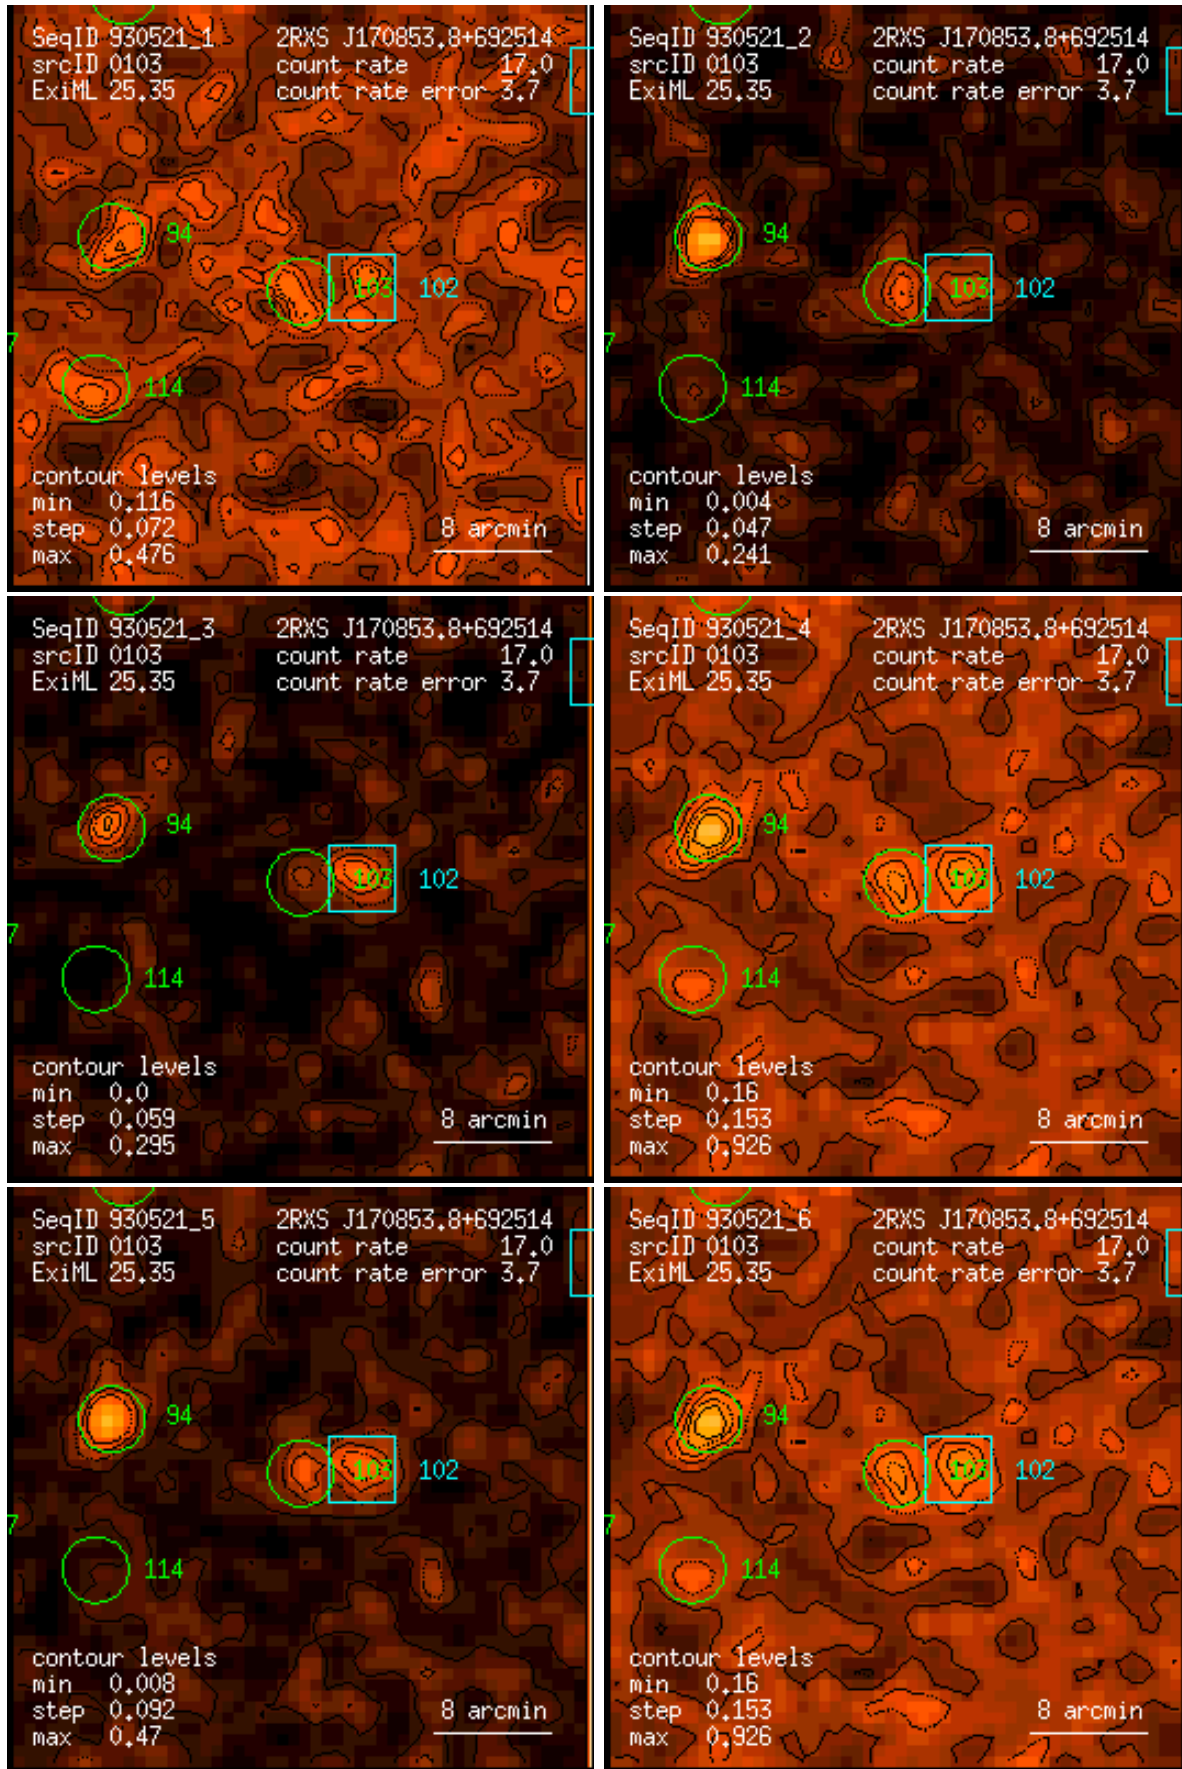 SeqID 930521_1 2RXS J170853.8+692514
srcID 0103 count rate 17.0
ExiML 25.35 count rate error 3.7
94
103 102
7
114
contour levels
min 0.116
step 0.072 8 arcmin
max 0.476
SeqID 930521_2 2RXS J170853.8+692514
srcID 0103 count rate 17.0
ExiML 25.35 count rate error 3.7
94
103 102
7
114
contour levels
min 0.004
step 0.047 8 arcmin
max 0.241
SeqID 930521_3 2RXS J170853.8+692514
srcID 0103 count rate 17.0
ExiML 25.35 count rate error 3.7
94
103 102
7
114
contour levels
min 0.0
step 0.059 8 arcmin
max 0.295
SeqID 930521_4 2RXS J170853.8+692514
srcID 0103 count rate 17.0
ExiML 25.35 count rate error 3.7
94
103 102
7
114
contour levels
min 0.16
step 0.153 8 arcmin
max 0.926
SeqID 930521_5 2RXS J170853.8+692514
srcID 0103 count rate 17.0
ExiML 25.35 count rate error 3.7
94
103 102
7
114
contour levels
min 0.008
step 0.092 8 arcmin
max 0.47
SeqID 930521_6 2RXS J170853.8+692514
srcID 0103 count rate 17.0
ExiML 25.35 count rate error 3.7
94
103 102
7
114
contour levels
min 0.16
step 0.153 8 arcmin
max 0.926